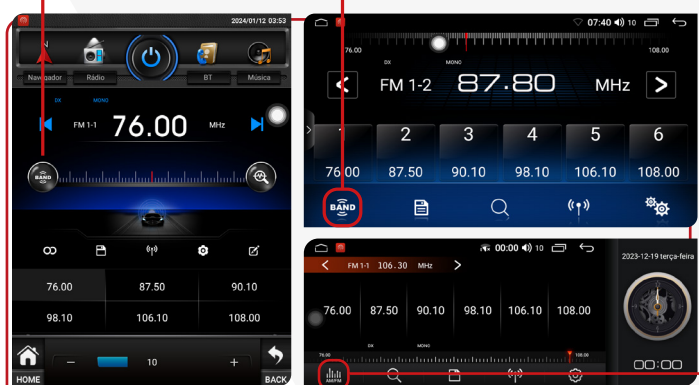 2024/01/12 03:53
Navegador
Rádio
BT
Música
DX
MONO
FM 1-1
76.00
MHz
BAND
76.00
87.50
90.10
98.10
106.10
108.00
HOME
−
10
+
BACK
07:40
10
76.00
108.00
DX
MONO
FM 1-2
87.80
MHz
1
2
3
4
5
6
76.00
87.50
90.10
98.10
106.10
108.00
BAND
00:00
10
FM 1-1 106.30 MHz
76.00
87.50
90.10
98.10
106.10
108.00
DX
MONO
76.00
108.00
AM/FM
2023-12-19 terça-feira
00:00